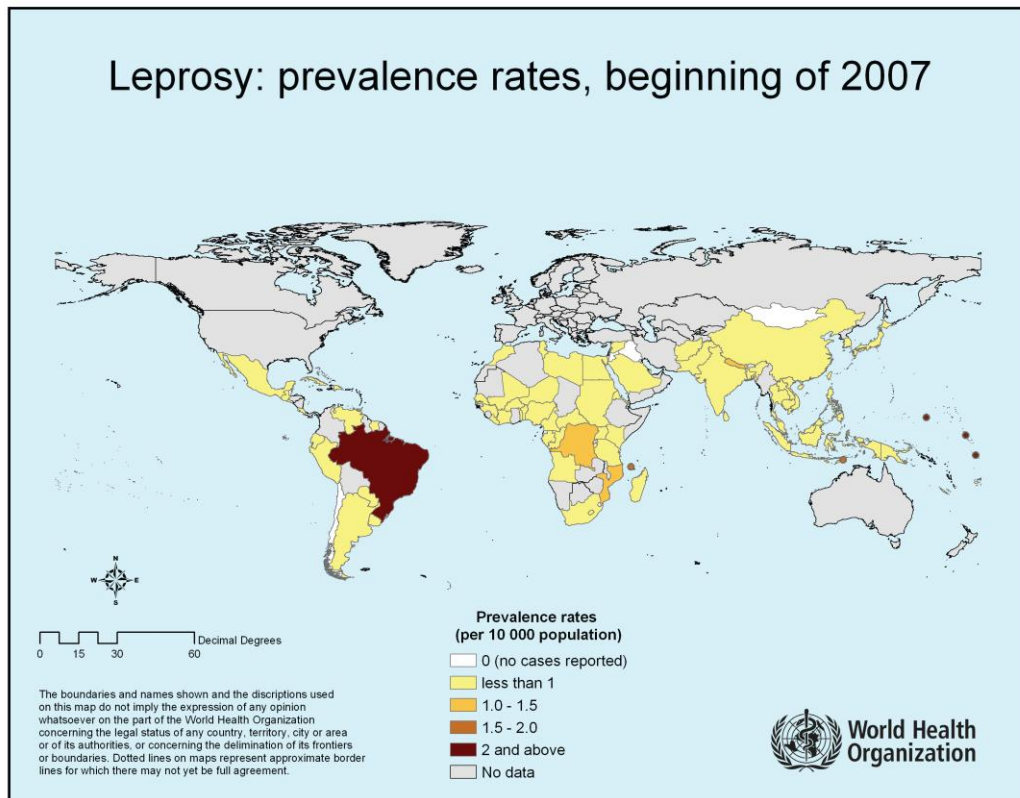 Leprosy: prevalence rates, beginning of 2007
N
W E
S
Decimal Degrees
0 15 30 60
The boundaries and names shown and the discriptions used
on this map do not imply the expression of any opinion
whatsoever on the part of the World Health Organization
concerning the legal status of any country, territory, city or area
or of its authorities, or concerning the delimination of its frontiers
or boundaries. Dotted lines on maps represent approximate border
lines for which there may not yet be full agreement.
Prevalence rates
(per 10 000 population)
0 (no cases reported)
less than 1
1.0 - 1.5
1.5 - 2.0
2 and above
No data
World Health
Organization